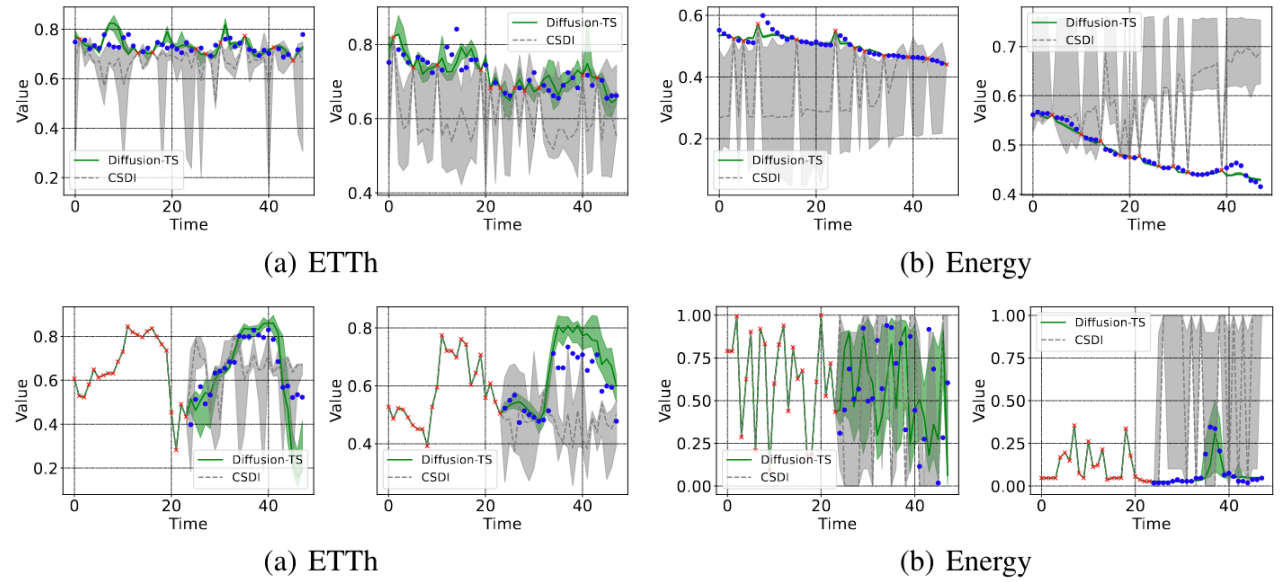 Diffusion-TS
CSDI
Value
0.8
0.6
0.4
0.2
0
20
40
Time
Diffusion-TS
CSDI
Value
0.8
0.6
0.4
0
20
40
Time
(a) ETTh
Diffusion-TS
CSDI
Value
0.6
0.4
0.2
0
20
40
Time
Diffusion-TS
CSDI
Value
0.7
0.6
0.5
0.4
0
20
40
Time
(b) Energy
Diffusion-TS
CSDI
Value
0.8
0.6
0.4
0.2
0
20
40
Time
Diffusion-TS
CSDI
Value
0.8
0.6
0.4
0
20
40
Time
(a) ETTh
Diffusion-TS
CSDI
Value
1.00
0.75
0.50
0.25
0.00
0
20
40
Time
Diffusion-TS
CSDI
Value
1.00
0.75
0.50
0.25
0.00
0
20
40
Time
(b) Energy